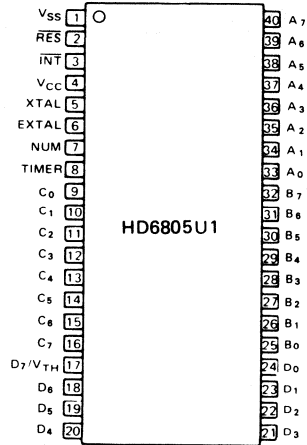 VSS 1 40 A7
RES 2 39 A6
INT 3 38 A5
VCC 4 37 A4
XTAL 5 36 A3
EXTAL 6 35 A2
NUM 7 34 A1
TIMER 8 33 A0
C0 9 32 B7
C1 10 31 B6
HD6805U1
C2 11 30 B5
C3 12 29 B4
C4 13 28 B3
C5 14 27 B2
C6 15 26 B1
C7 16 25 B0
D7/VTH 17 24 D0
D6 18 23 D1
D5 19 22 D2
D4 20 21 D3